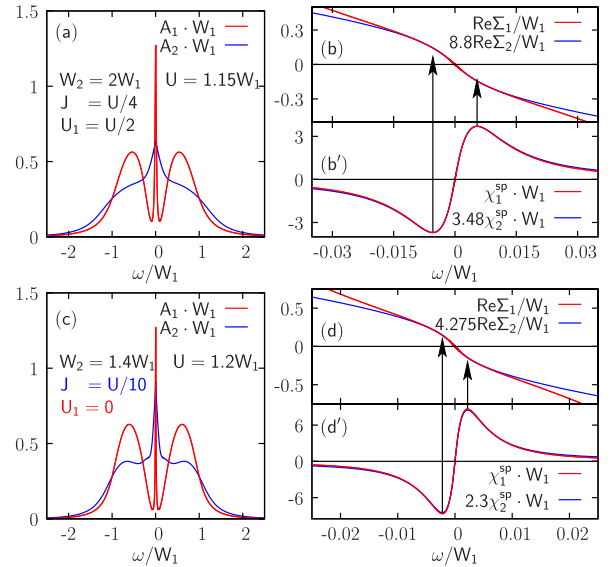 (a)
A₁ · W₁
A₂ · W₁
W₂ = 2W₁ U = 1.15W₁
J = U/4
U₁ = U/2
1.5
1
0.5
0
-2 -1 0 1 2
ω/W₁
(b)
ReΣ₁/W₁
8.8ReΣ₂/W₁
0.3
0
-0.3
(b′)
χ₁ˢᵖ · W₁
3.48χ₂ˢᵖ · W₁
3
0
-3
-0.03 -0.015 0 0.015 0.03
ω/W₁
(c)
A₁ · W₁
A₂ · W₁
W₂ = 1.4W₁ U = 1.2W₁
J = U/10
U₁ = 0
1.5
1
0.5
0
-2 -1 0 1 2
ω/W₁
(d)
ReΣ₁/W₁
4.275ReΣ₂/W₁
0.5
0
-0.5
(d′)
χ₁ˢᵖ · W₁
2.3χ₂ˢᵖ · W₁
6
0
-6
-0.02 -0.01 0 0.01 0.02
ω/W₁